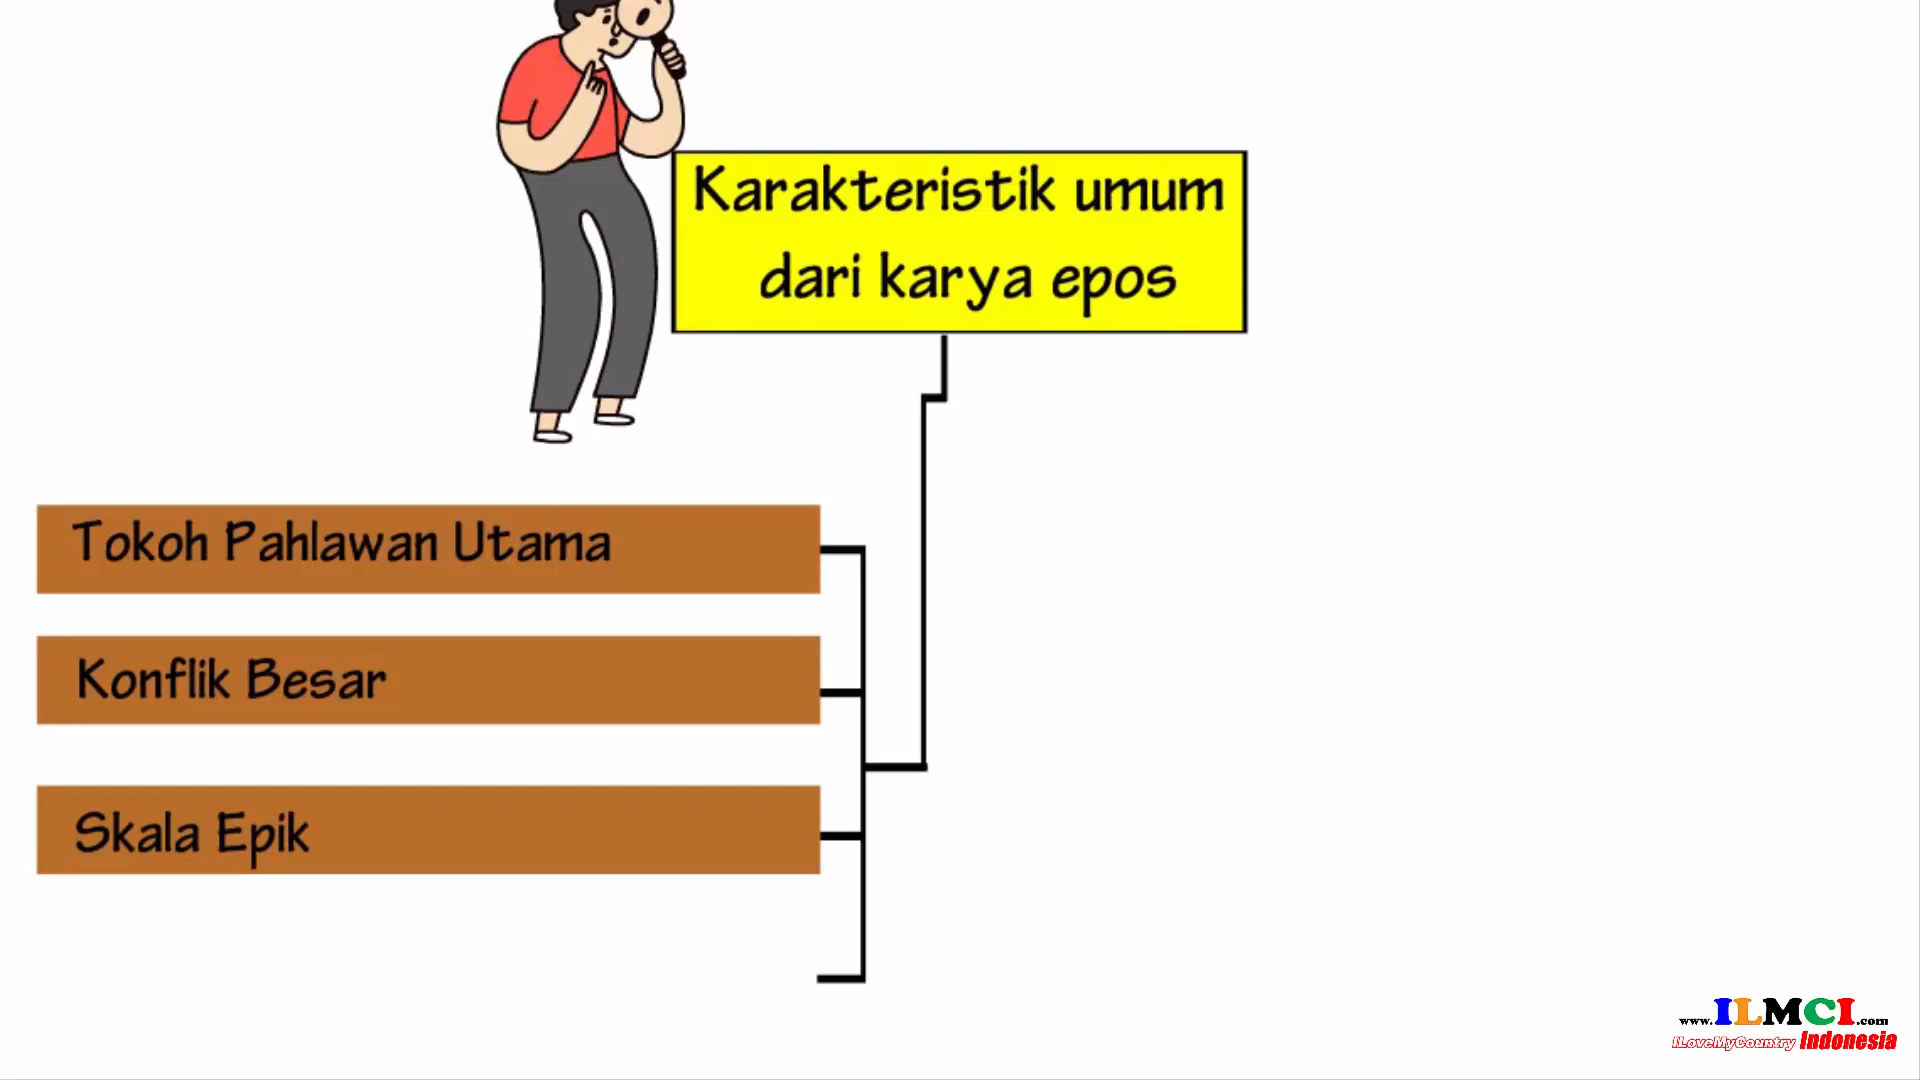 Karakteristik umum
dari karya epos
Tokoh Pahlawan Utama
Konflik Besar
Skala Epik
www.ILMCI.com
ILoveMyCountry Indonesia